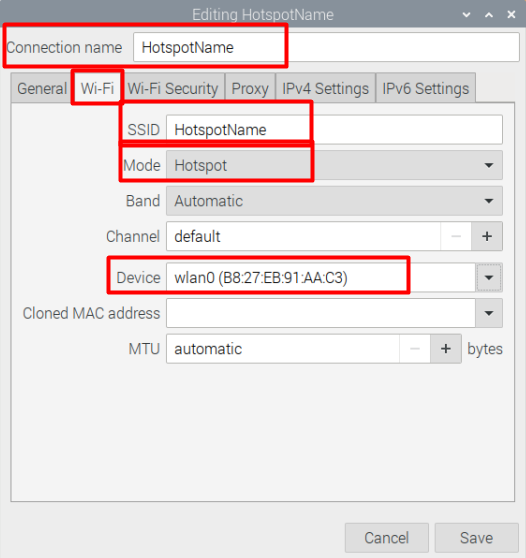 Editing HotspotName
Connection name HotspotName
General Wi-Fi Wi-Fi Security Proxy IPv4 Settings IPv6 Settings
SSID HotspotName
Mode Hotspot
Band Automatic
Channel default − +
Device wlan0 (B8:27:EB:91:AA:C3)
Cloned MAC address
MTU automatic − + bytes
Cancel Save